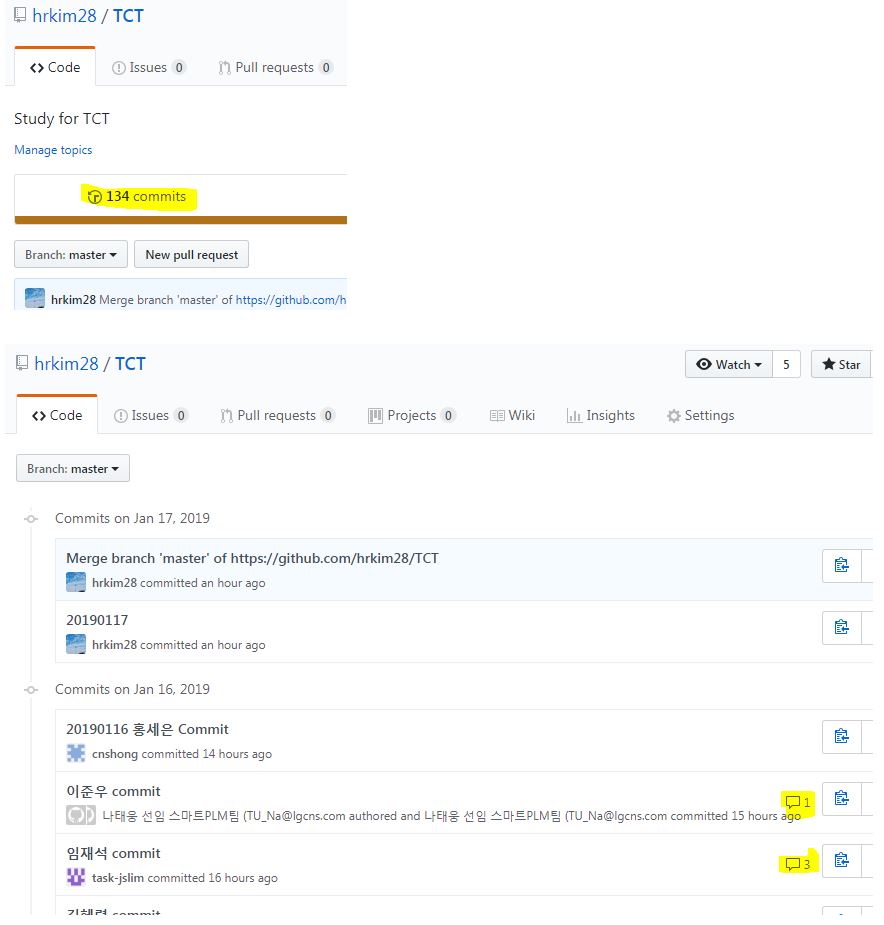 hrkim28 / TCT
Code Issues 0 Pull requests 0
Study for TCT
Manage topics
134 commits
Branch: master New pull request
hrkim28 Merge branch 'master' of https://github.com/h
hrkim28 / TCT Watch 5 Star
Code Issues 0 Pull requests 0 Projects 0 Wiki Insights Settings
Branch: master
Commits on Jan 17, 2019
Merge branch 'master' of https://github.com/hrkim28/TCT
hrkim28 committed an hour ago
20190117
hrkim28 committed an hour ago
Commits on Jan 16, 2019
20190116 홍세은 Commit
cnshong committed 14 hours ago
이준우 commit
1
나태웅 선임 스마트PLM팀 (TU_Na@lgcns.com authored and 나태웅 선임 스마트PLM팀 (TU_Na@lgcns.com committed 15 hours ago
임재석 commit
3
task-jslim committed 16 hours ago
commit